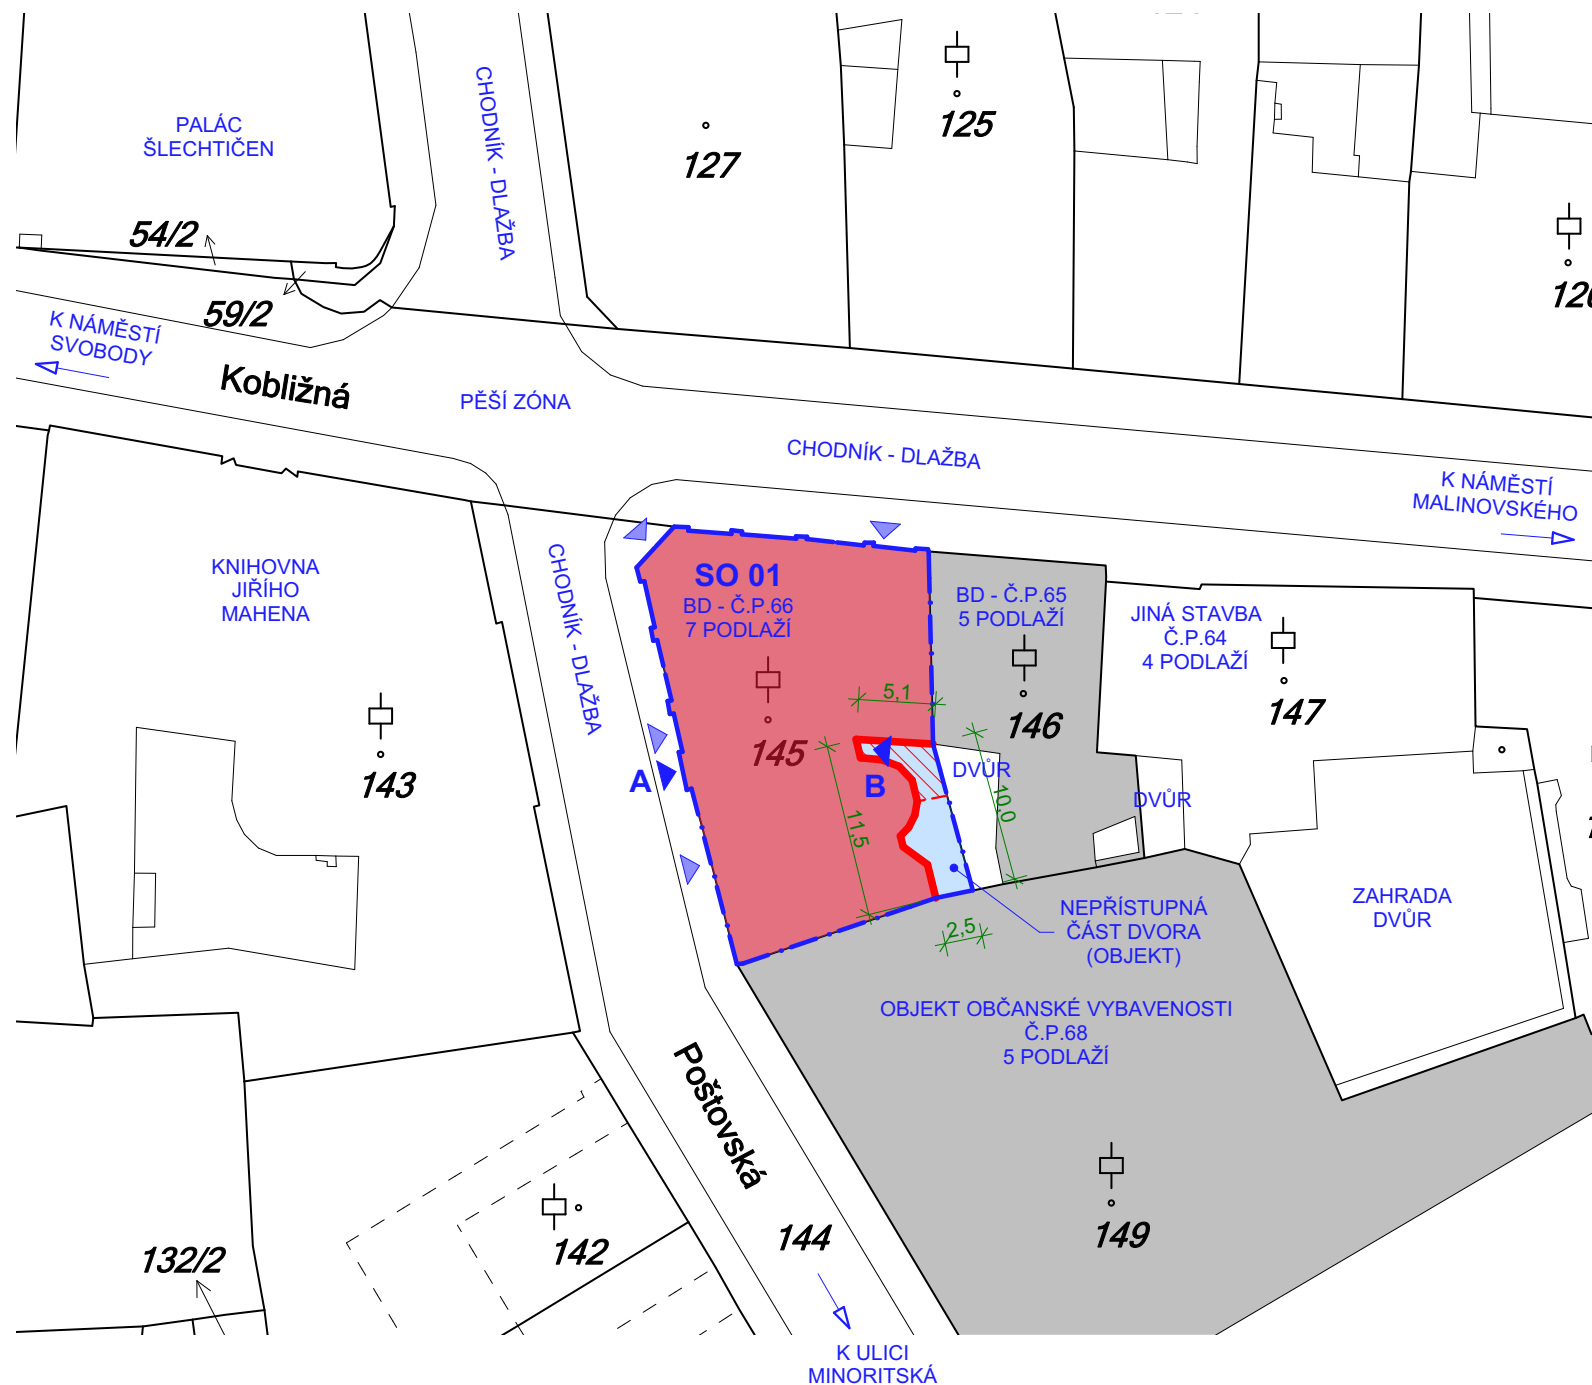 125
PALÁC
ŠLECHTIČEN
CHODNÍK - DLAŽBA
127
54/2
59/2
K NÁMĚSTÍ
SVOBODY
Kobližná
PĚŠÍ ZÓNA
CHODNÍK - DLAŽBA
K NÁMĚSTÍ
MALINOVSKÉHO
KNIHOVNA
JIŘÍHO
MAHENA
CHODNÍK - DLAŽBA
SO 01
BD - Č.P.66
7 PODLAŽÍ
BD - Č.P.65
5 PODLAŽÍ
JINÁ STAVBA
Č.P.64
4 PODLAŽÍ
5,1
145
146
147
143
A
B
DVŮR
DVŮR
11,5
10,0
2,5
NEPŘÍSTUPNÁ
ČÁST DVORA
(OBJEKT)
ZAHRADA
DVŮR
OBJEKT OBČANSKÉ VYBAVENOSTI
Č.P.68
5 PODLAŽÍ
Poštovská
144
142
149
132/2
K ULICI
MINORITSKÁ